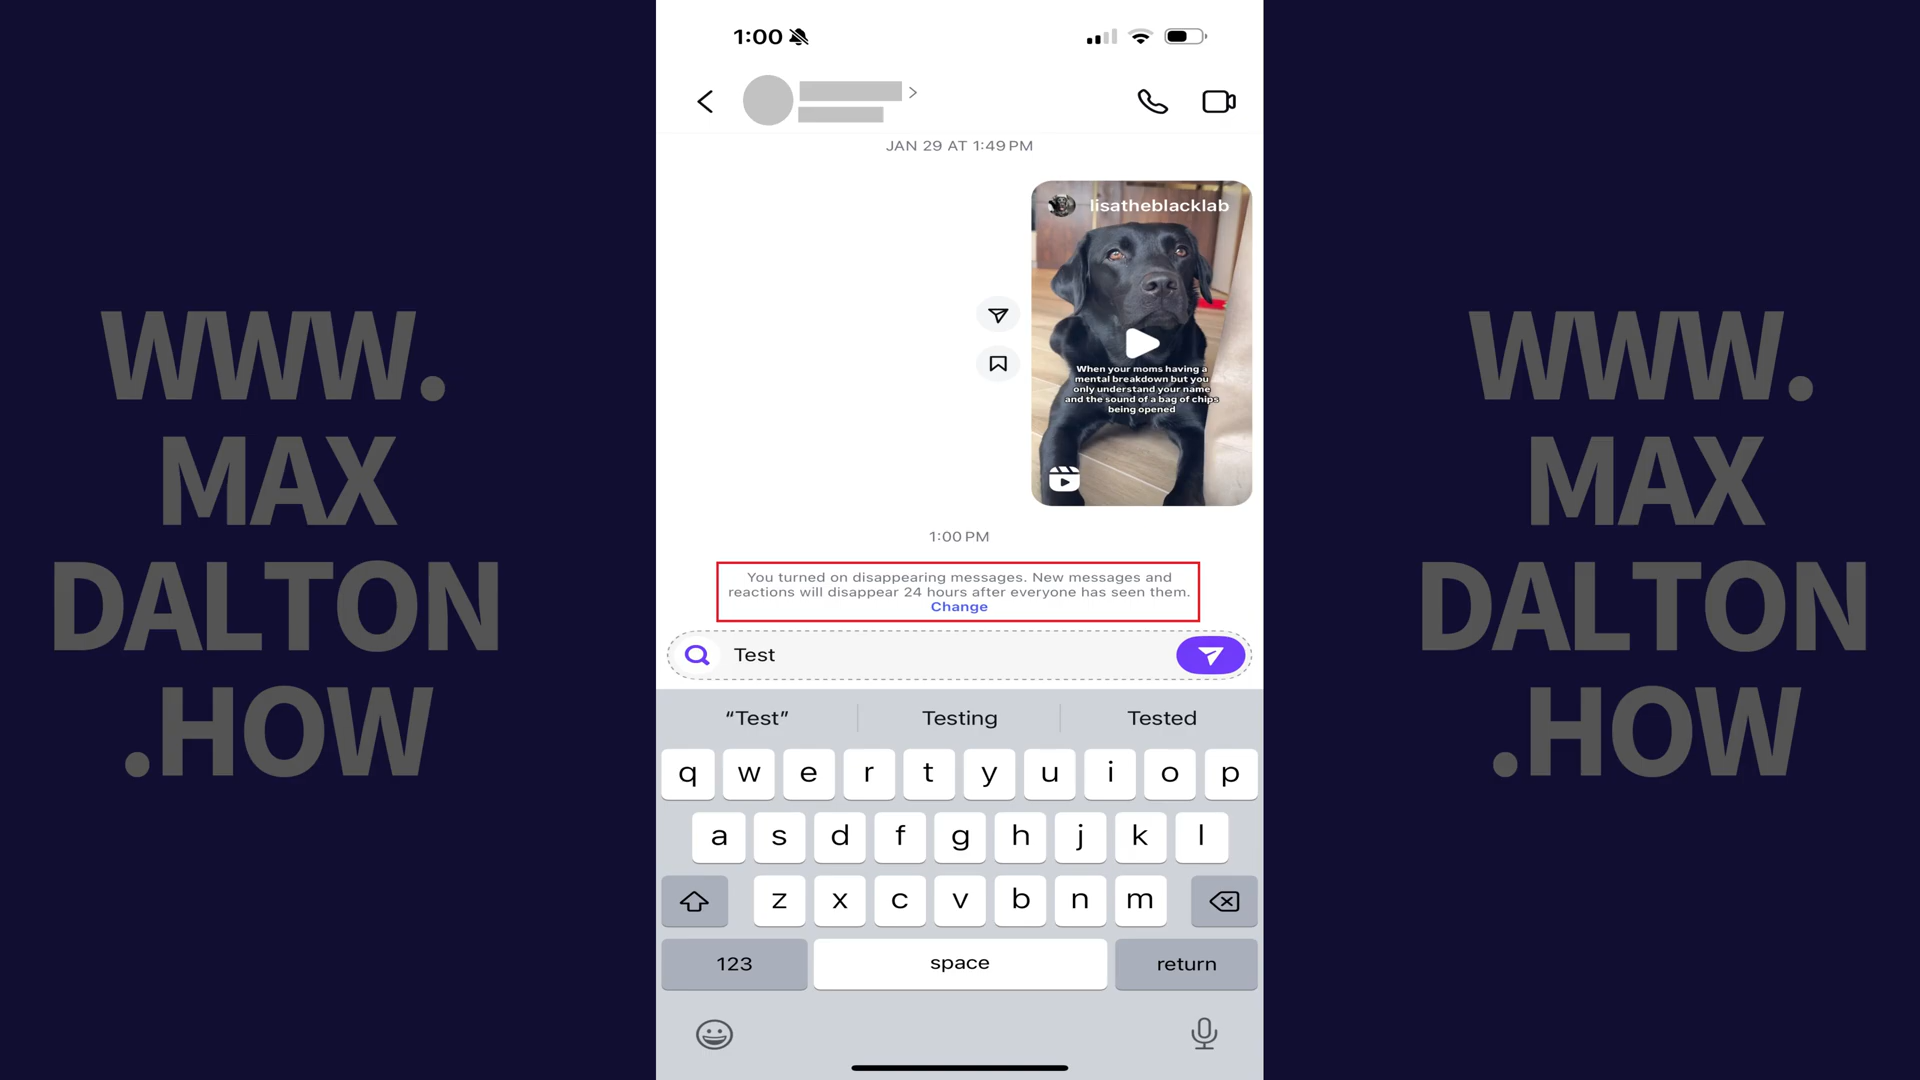 WWW.
MAX
DALTON
.HOW
1:00
JAN 29 AT 1:49 PM
lisatheblacklab
When your moms having a
mental breakdown but you
only understand your name
and the sound of a bag of chips
being opened
1:00 PM
You turned on disappearing messages. New messages and
reactions will disappear 24 hours after everyone has seen them.
Change
Test
“Test” Testing Tested
q w e r t y u i o p
a s d f g h j k l
z x c v b n m
123 space return
WWW.
MAX
DALTON
.HOW